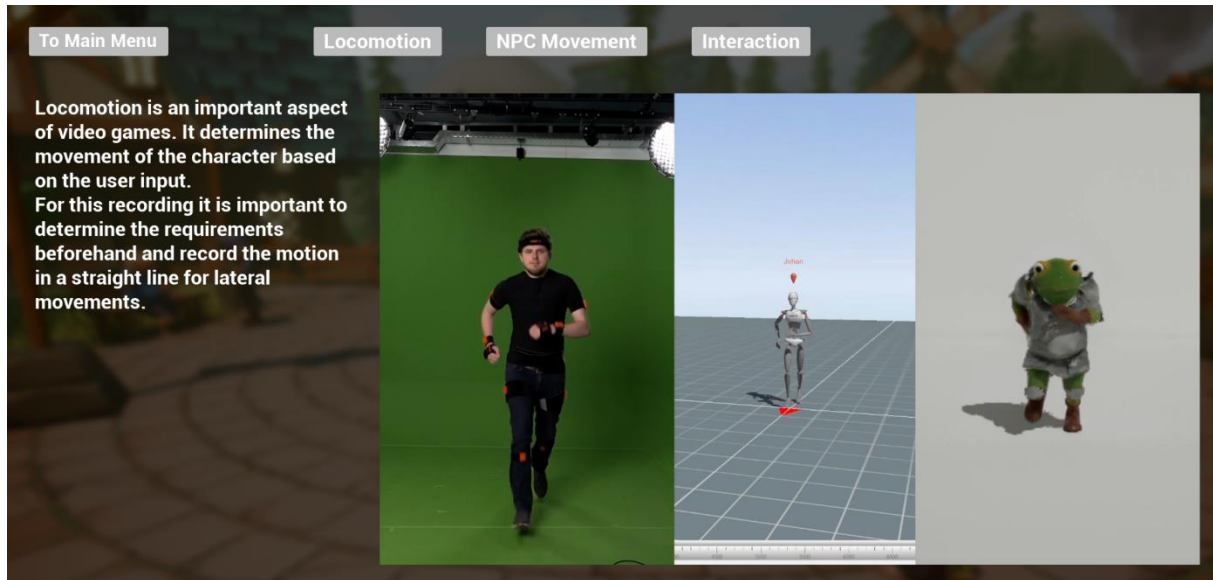 To Main Menu
Locomotion
NPC Movement
Interaction
Locomotion is an important aspect
of video games. It determines the
movement of the character based
on the user input.
For this recording it is important to
determine the requirements
beforehand and record the motion
in a straight line for lateral
movements.